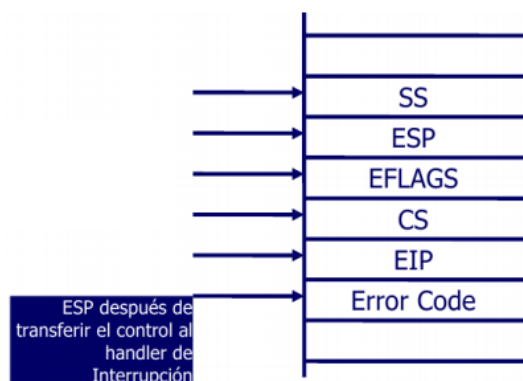 SS
ESP
EFLAGS
CS
EIP
Error Code
ESP después de
transferir el control al
handler de
Interrupción